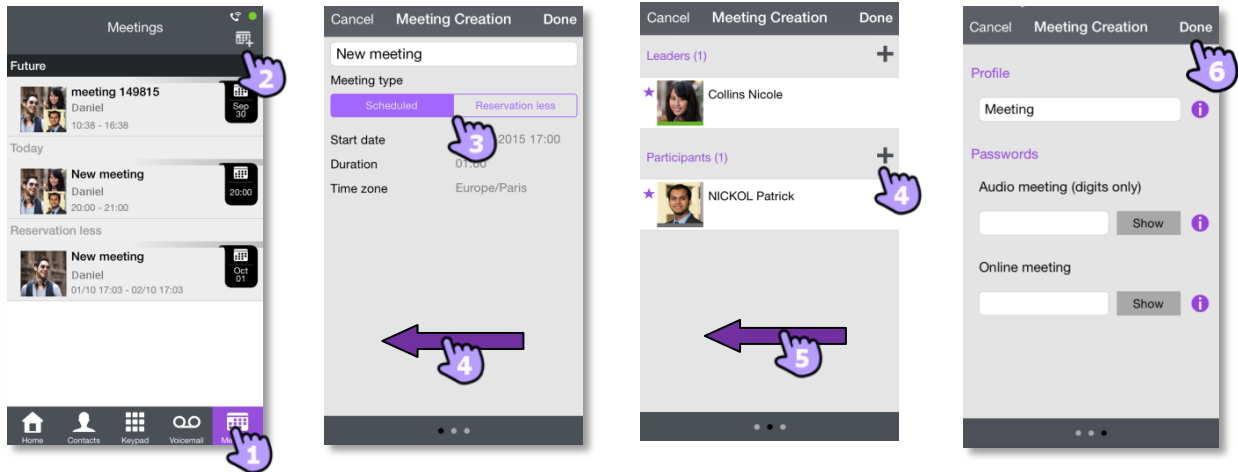 Meetings
2
Future
meeting 149815
Daniel
10:38 - 16:38
Sep
30
Today
New meeting
Daniel
20:00 - 21:00
20:00
Reservation less
New meeting
Daniel
01/10 17:03 - 02/10 17:03
Oct
01
Home Contacts Keypad Voicemail
1
Cancel Meeting Creation Done
New meeting
Meeting type
Scheduled Reservation less
3
Start date 2015 17:00
Duration 01:00
Time zone Europe/Paris
4
Cancel Meeting Creation Done
Leaders (1) +
Collins Nicole
Participants (1) +
4
NICKOL Patrick
5
Cancel Meeting Creation Done
6
Profile
Meeting i
Passwords
Audio meeting (digits only)
Show i
Online meeting
Show i